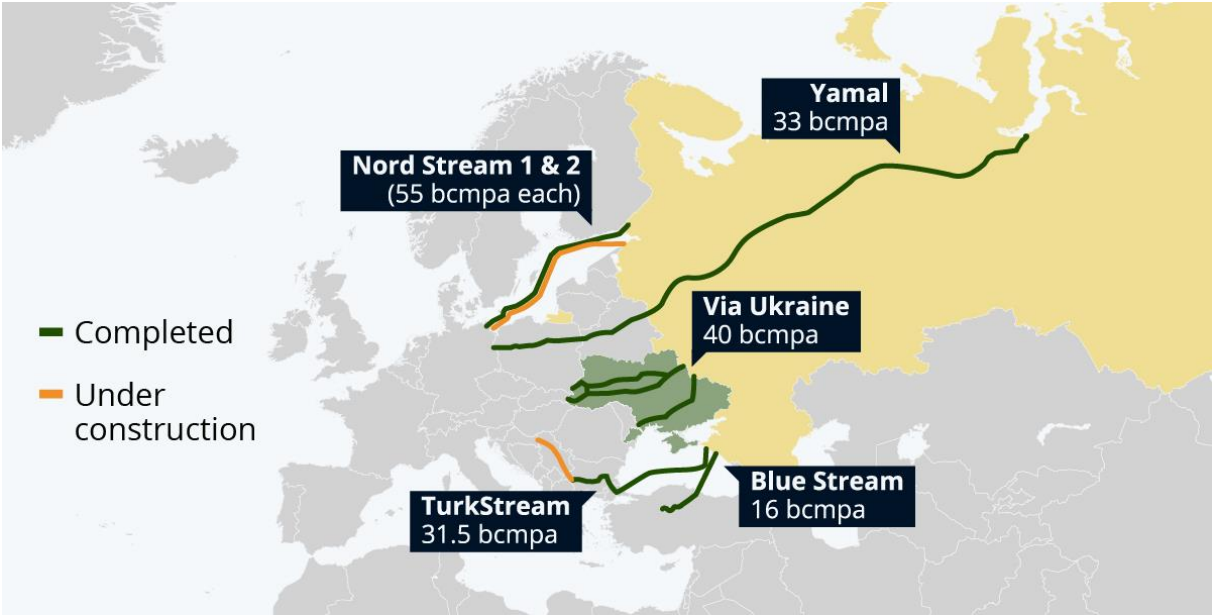 Yamal
33 bcmpa
Nord Stream 1 & 2
(55 bcmpa each)
Via Ukraine
40 bcmpa
Completed
Under
construction
TurkStream
31.5 bcmpa
Blue Stream
16 bcmpa